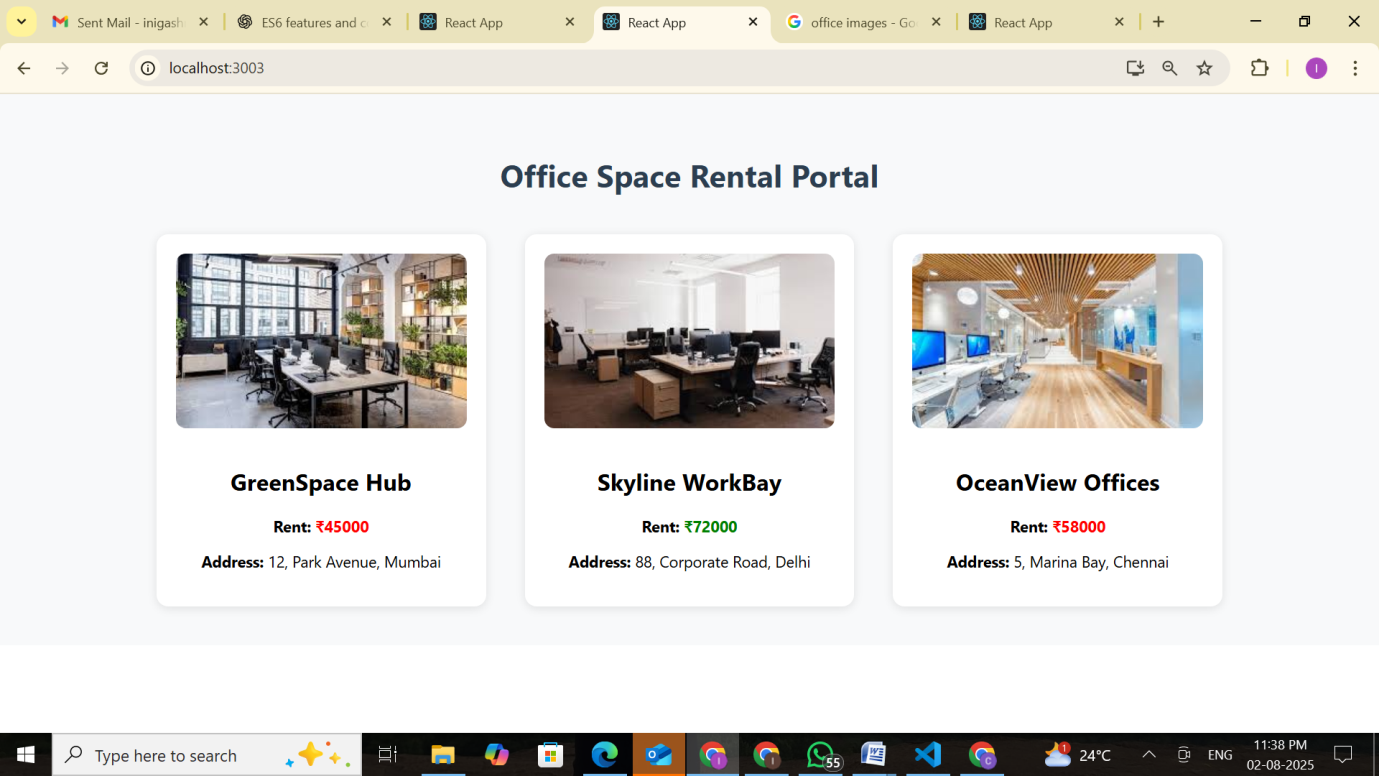 Sent Mail - inigash
ES6 features and c
React App
React App
office images - Go
React App
localhost:3003
I
Office Space Rental Portal
GreenSpace Hub
Rent: ₹45000
Address: 12, Park Avenue, Mumbai
Skyline WorkBay
Rent: ₹72000
Address: 88, Corporate Road, Delhi
OceanView Offices
Rent: ₹58000
Address: 5, Marina Bay, Chennai
Type here to search
55
1
24°C
ENG
11:38 PM
02-08-2025